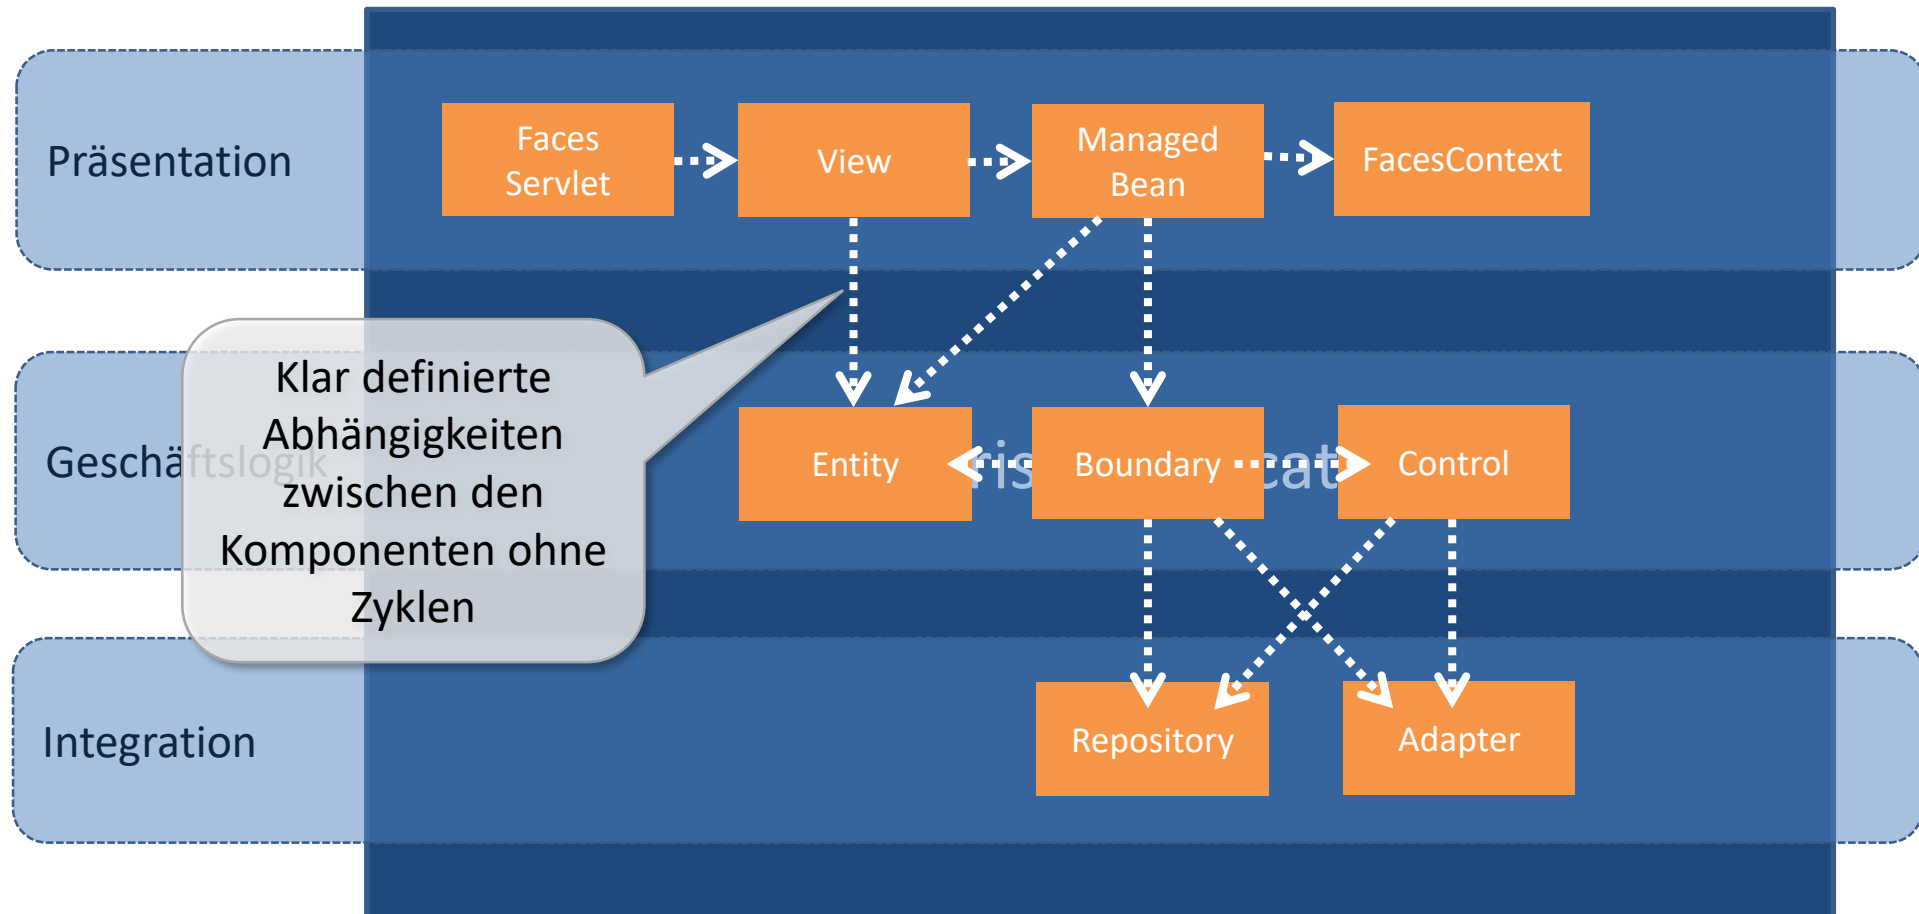 Präsentation
Faces
Servlet
View
Managed
Bean
FacesContext
Klar definierte
Abhängigkeiten
zwischen den
Komponenten ohne
Zyklen
Geschäftslogik
Entity
Boundary
Control
Integration
Repository
Adapter